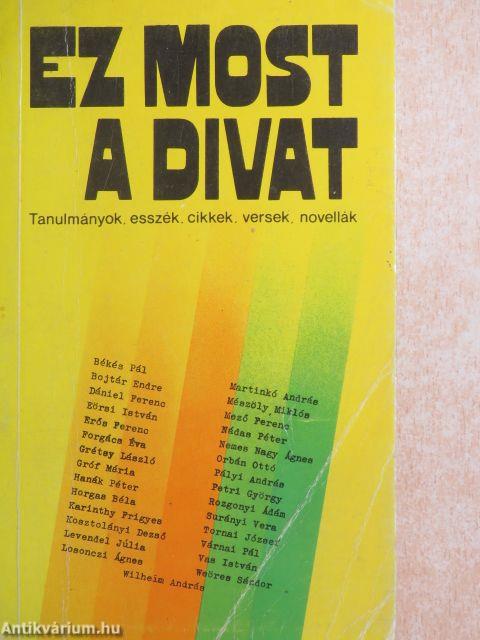 EZ MOST
A DIVAT
Tanulmányok, esszék, cikkek, versek, novellák
Békés Pál
Bojtár Endre
Dániel Ferenc
Eörsi István
Erős Ferenc
Forgács Éva
Grétsy László
Gróf Mária
Hanák Péter
Horgas Béla
Karinthy Frigyes
Kosztolányi Dezső
Levendel Júlia
Losonczi Ágnes
Martinkó András
Mészöly Miklós
Mező Ferenc
Nádas Péter
Nemes Nagy Ágnes
Orbán Ottó
Pályi András
Petri György
Rozgonyi Ádám
Surányi Vera
Tornai József
Várnai Pál
Vas István
Weöres Sándor
Wilheim András
Antikvárium.hu